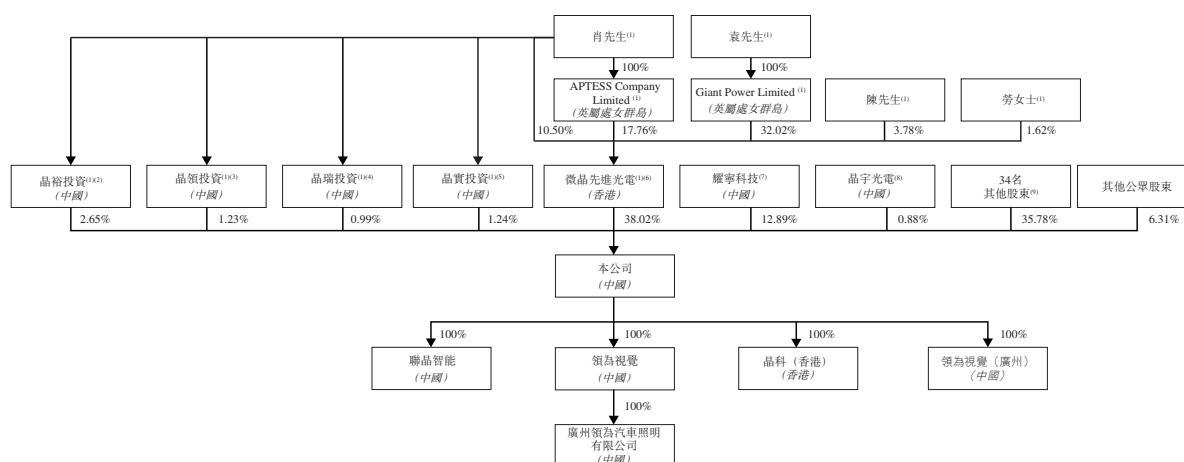 肖先生(1)
袁先生(1)
100%
100%
APTESS Company
Limited (1)
(英屬處女群島)
Giant Power Limited (1)
(英屬處女群島)
陳先生(1)
勞女士(1)
10.50%
17.76%
32.02%
3.78%
1.62%
晶裕投資(1)(2)
(中國)
晶領投資(1)(3)
(中國)
晶瑞投資(1)(4)
(中國)
晶實投資(1)(5)
(中國)
微晶先進光電(1)(6)
(香港)
耀寧科技(7)
(中國)
晶宇光電(8)
(中國)
34名
其他股東(9)
其他公眾股東
2.65%
1.23%
0.99%
1.24%
38.02%
12.89%
0.88%
35.78%
6.31%
本公司
(中國)
100%
100%
100%
100%
聯晶智能
(中國)
領為視覺
(中國)
晶科（香港）
(香港)
領為視覺（廣州）
(中國)
100%
廣州領為汽車照明
有限公司
(中國)